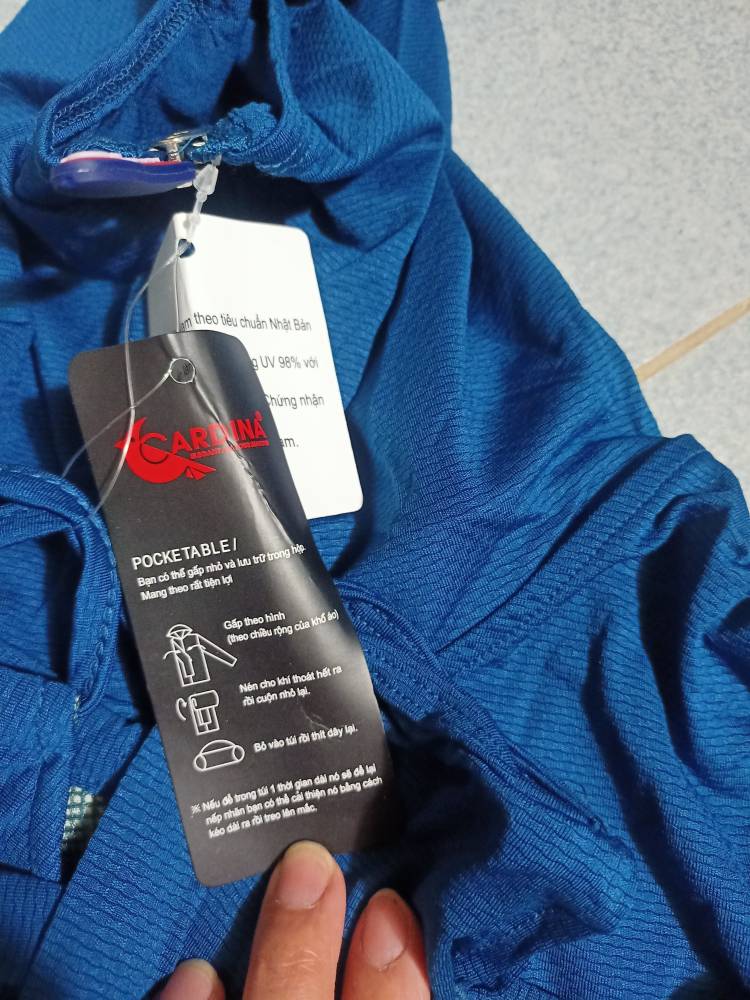 theo tiêu chuẩn Nhật Bản
UV 98% với
Chứng nhận
CARDINA
POCKETABLE/
Bạn có thể gấp nhỏ và lưu trữ trong hộp.
Mang theo rất tiện lợi
Gấp theo hình
(theo chiều rộng của khổ áo)
Nén cho khí thoát hết ra
rồi cuộn nhỏ lại.
Bỏ vào túi rồi thít dây lại.
※ Nếu để trong túi 1 thời gian dài nó sẽ để lại
nếp nhăn bạn có thể cải thiện nó bằng cách
kéo dài ra rồi treo lên mắc.